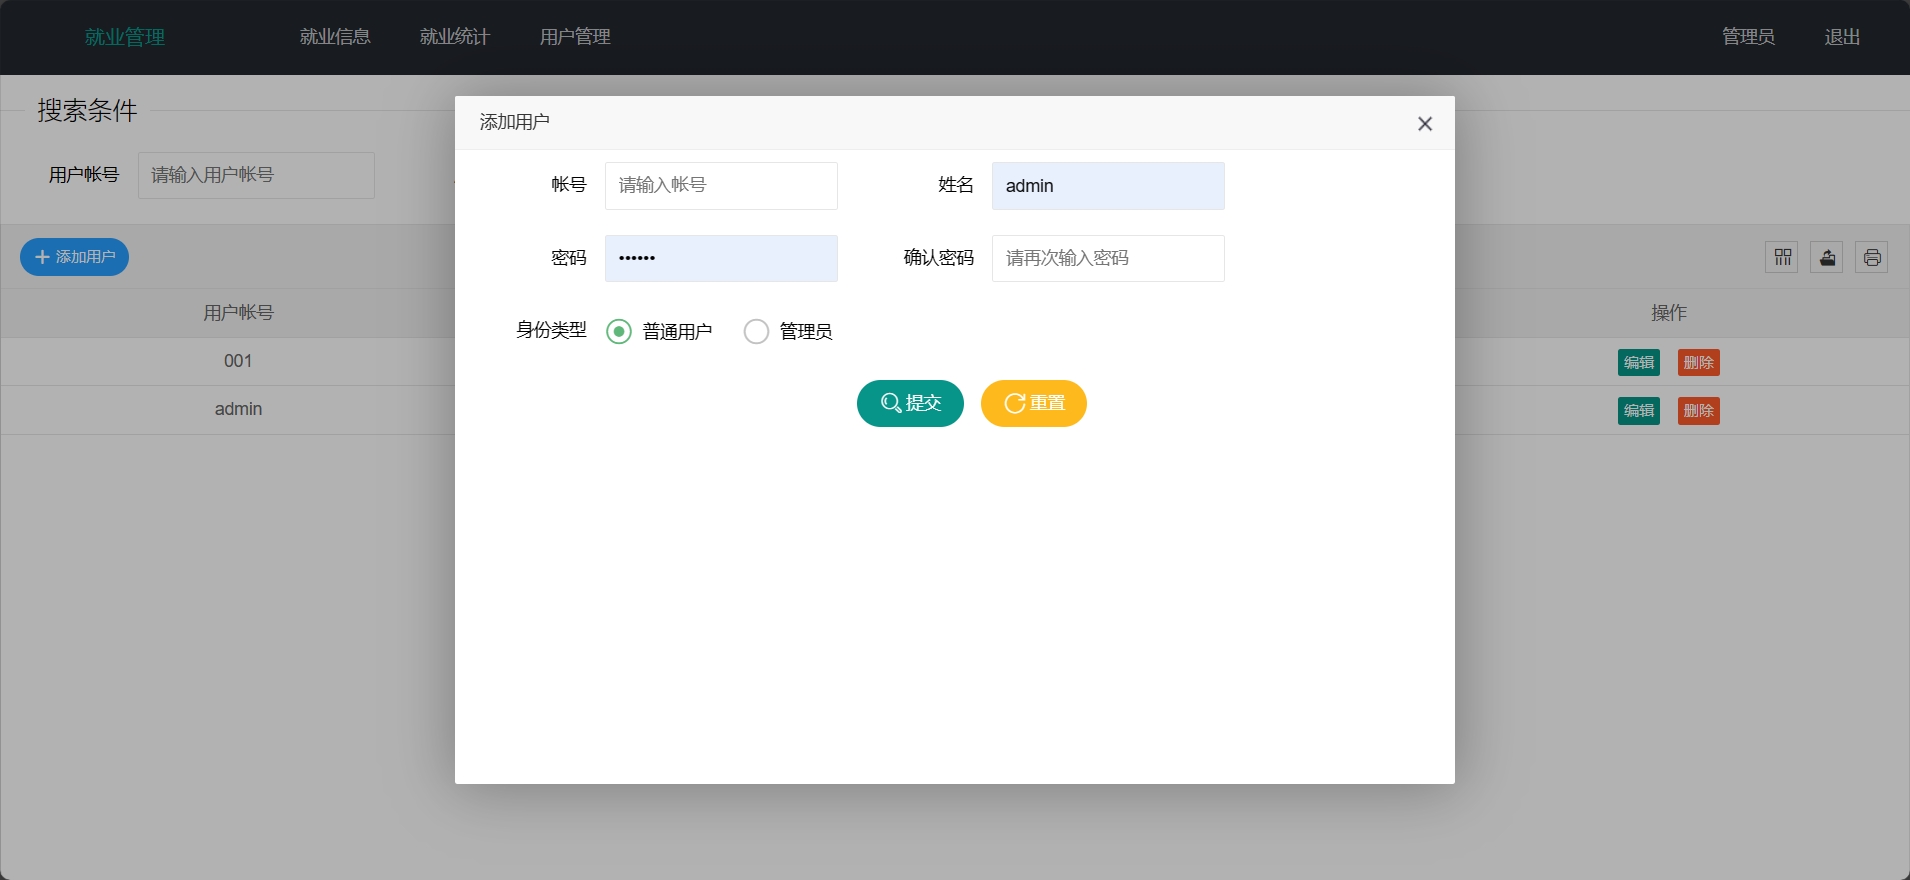 就业管理 就业信息 就业统计 用户管理 管理员 退出
搜索条件
用户帐号 请输入用户帐号
添加用户
用户帐号 操作
001 编辑 删除
admin 编辑 删除
添加用户
帐号 请输入帐号 姓名 admin
密码 •••••• 确认密码 请再次输入密码
身份类型 普通用户 管理员
提交 重置